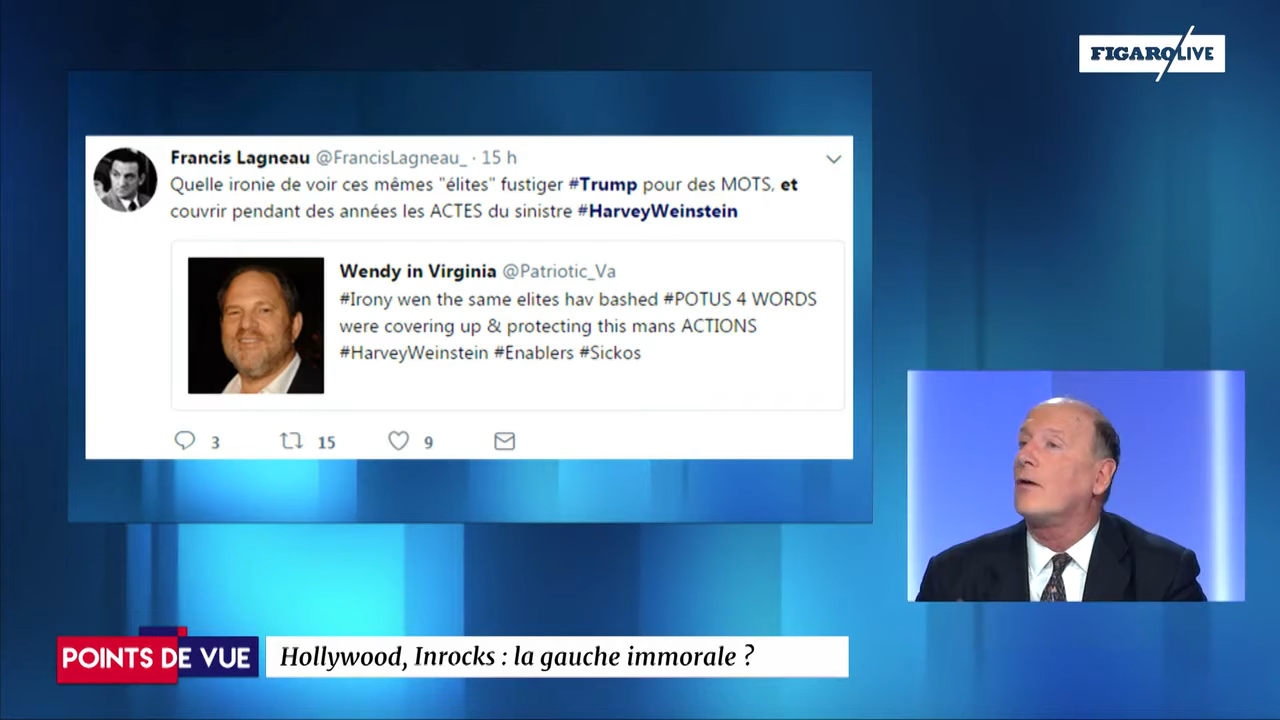 FIGARO/LIVE
Francis Lagneau @FrancisLagneau_ · 15 h
Quelle ironie de voir ces mêmes "élites" fustiger #Trump pour des MOTS, et
couvrir pendant des années les ACTES du sinistre #HarveyWeinstein
Wendy in Virginia @Patriotic_Va
#Irony wen the same elites hav bashed #POTUS 4 WORDS
were covering up & protecting this mans ACTIONS
#HarveyWeinstein #Enablers #Sickos
3 15 9
POINTS DE VUE
Hollywood, Inrocks : la gauche immorale ?